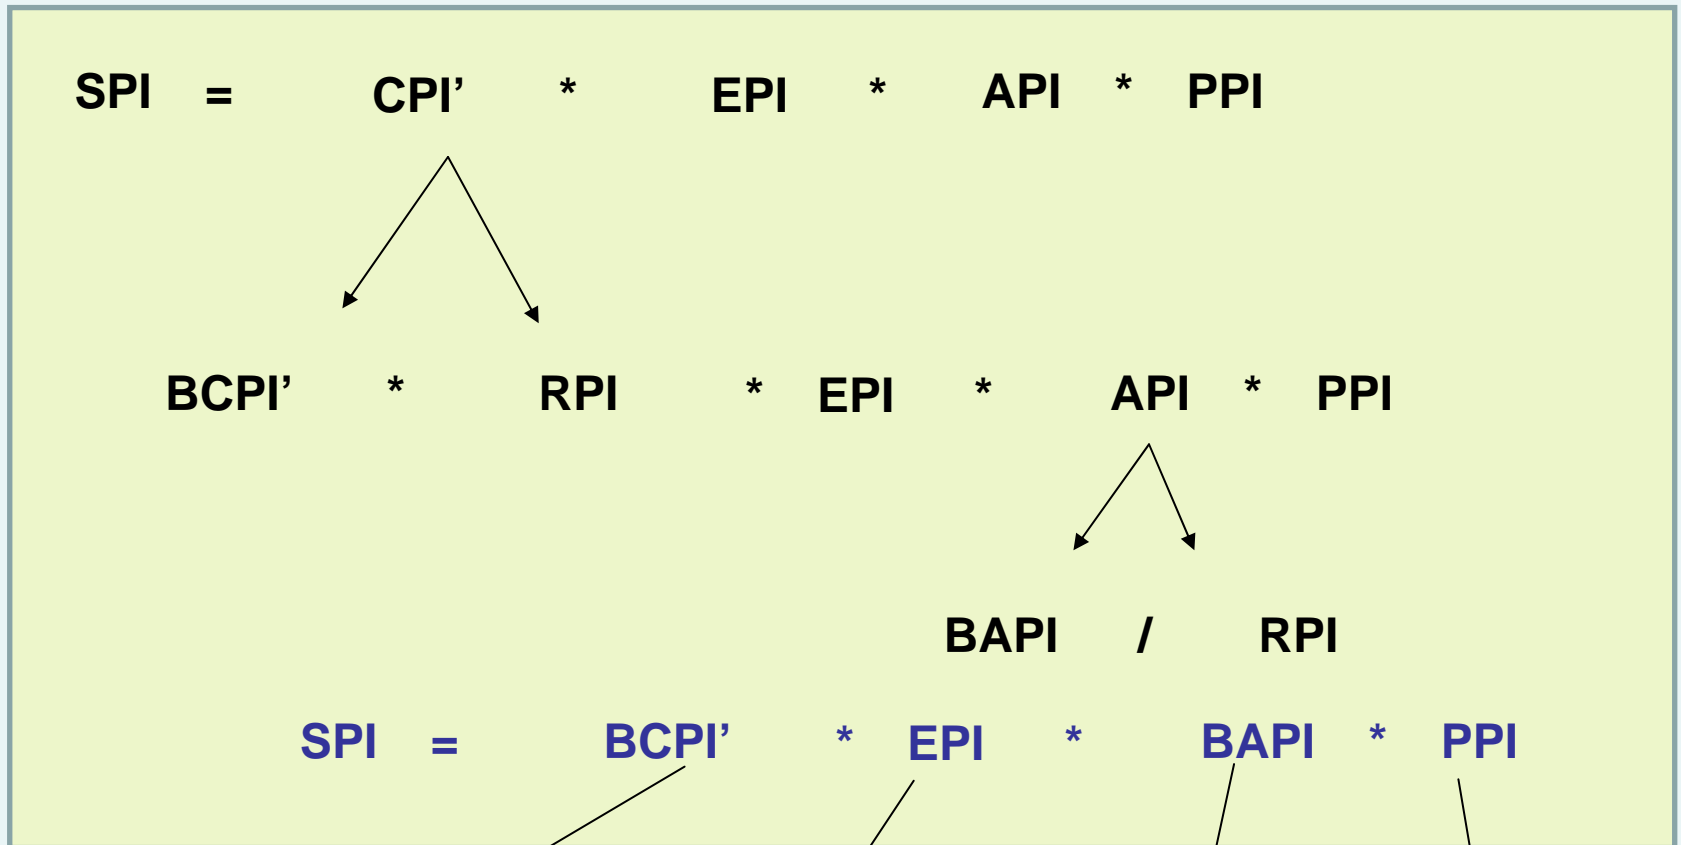 SPI = CPI’ * EPI * API * PPI
BCPI’ * RPI * EPI * API * PPI
BAPI / RPI
SPI = BCPI’ * EPI * BAPI * PPI